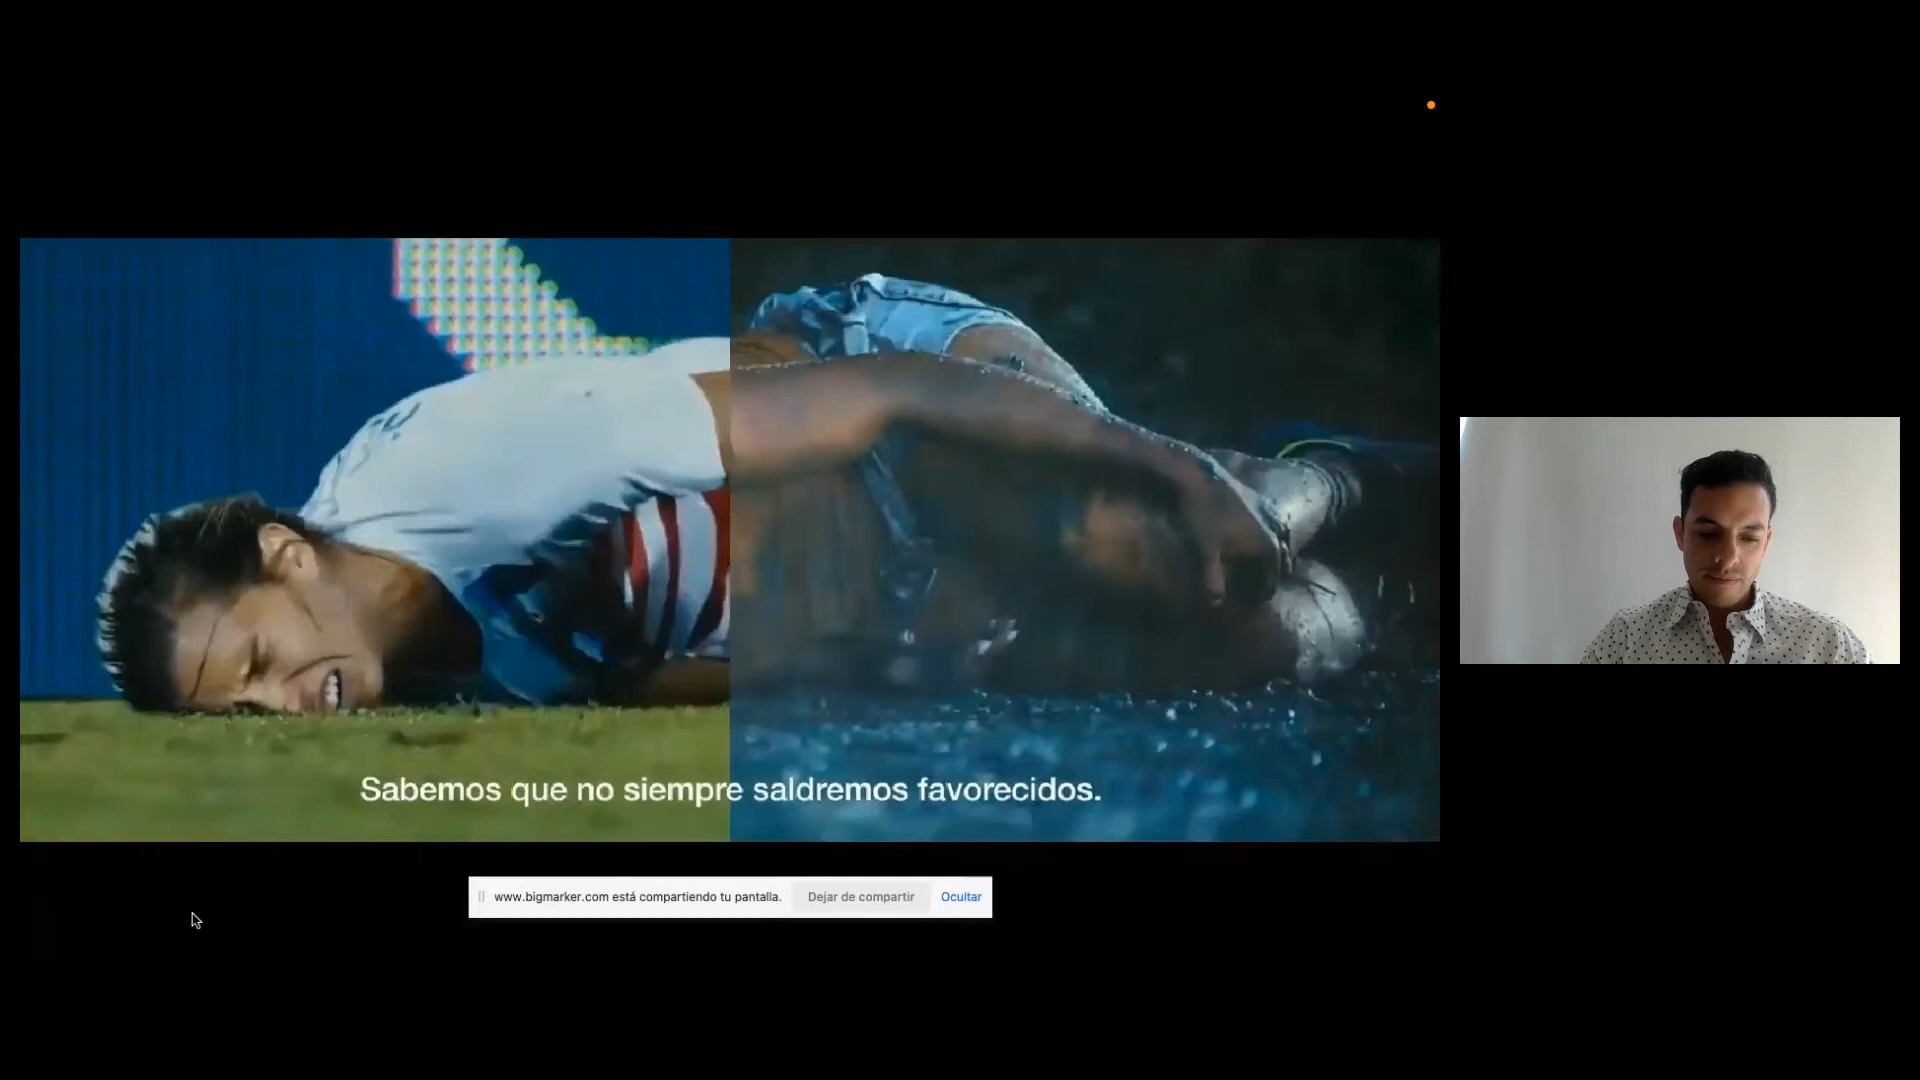 Sabemos que no siempre saldremos favorecidos.
www.bigmarker.com está compartiendo tu pantalla. Dejar de compartir Ocultar